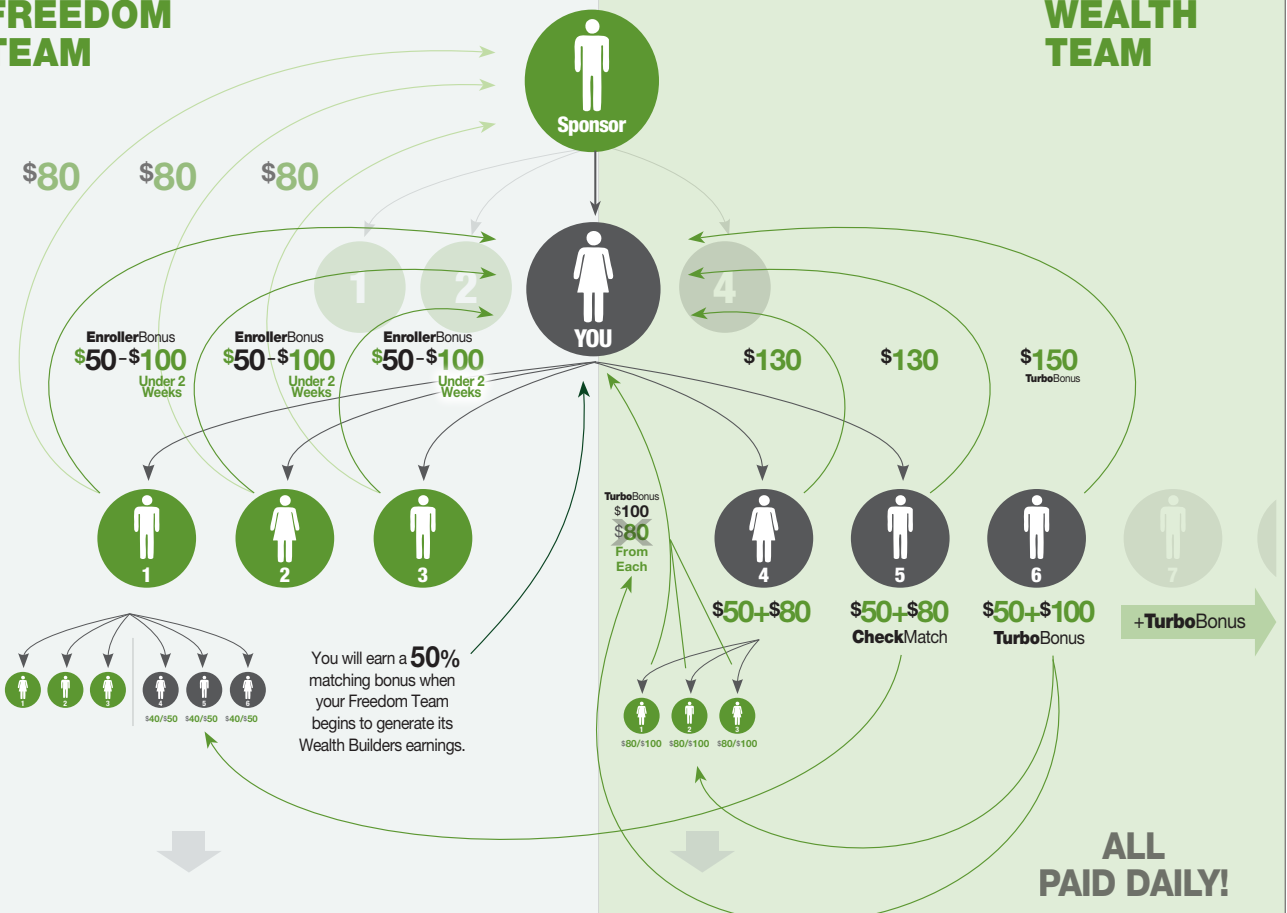 FREEDOM
TEAM
WEALTH
TEAM
Sponsor
$80
$80
$80
1
2
YOU
4
EnrollerBonus
$50-$100
Under 2
Weeks
EnrollerBonus
$50-$100
Under 2
Weeks
EnrollerBonus
$50-$100
Under 2
Weeks
$130
$130
$150
TurboBonus
1
2
3
TurboBonus
$100
$80
From
Each
4
5
6
7
$50+$80
$50+$80
CheckMatch
$50+$100
TurboBonus
+TurboBonus
1
2
3
4
5
6
$40/$50 $40/$50 $40/$50
You will earn a 50%
matching bonus when
your Freedom Team
begins to generate its
Wealth Builders earnings.
1
2
3
$80/$100 $80/$100 $80/$100
ALL
PAID DAILY!